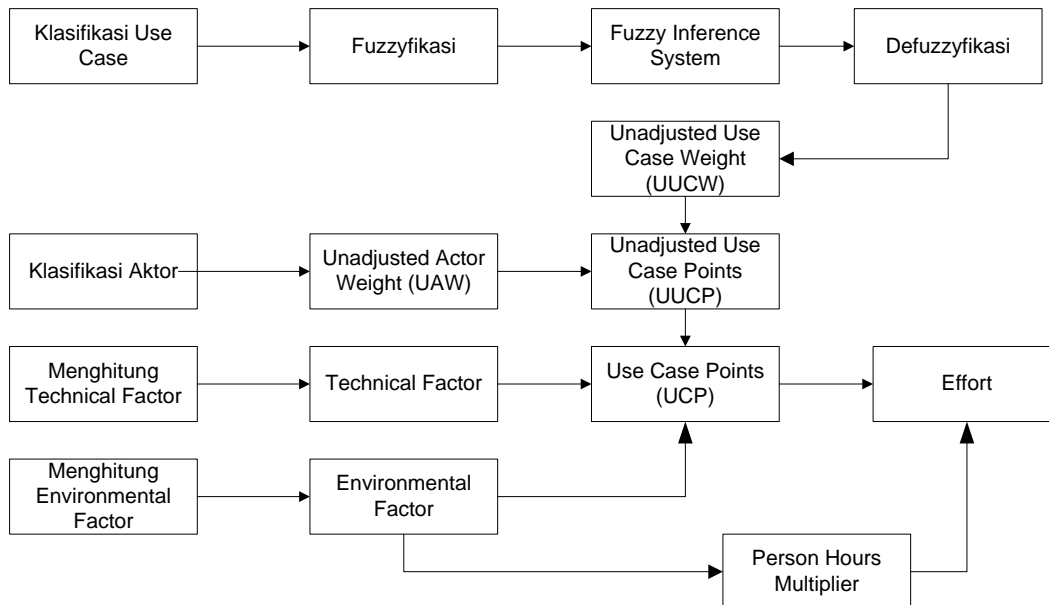 Klasifikasi Use
Case
Fuzzyfikasi
Fuzzy Inference
System
Defuzzyfikasi
Unadjusted Use
Case Weight
(UUCW)
Klasifikasi Aktor
Unadjusted Actor
Weight (UAW)
Unadjusted Use
Case Points
(UUCP)
Menghitung
Technical Factor
Technical Factor
Use Case Points
(UCP)
Effort
Menghitung
Environmental
Factor
Environmental
Factor
Person Hours
Multiplier